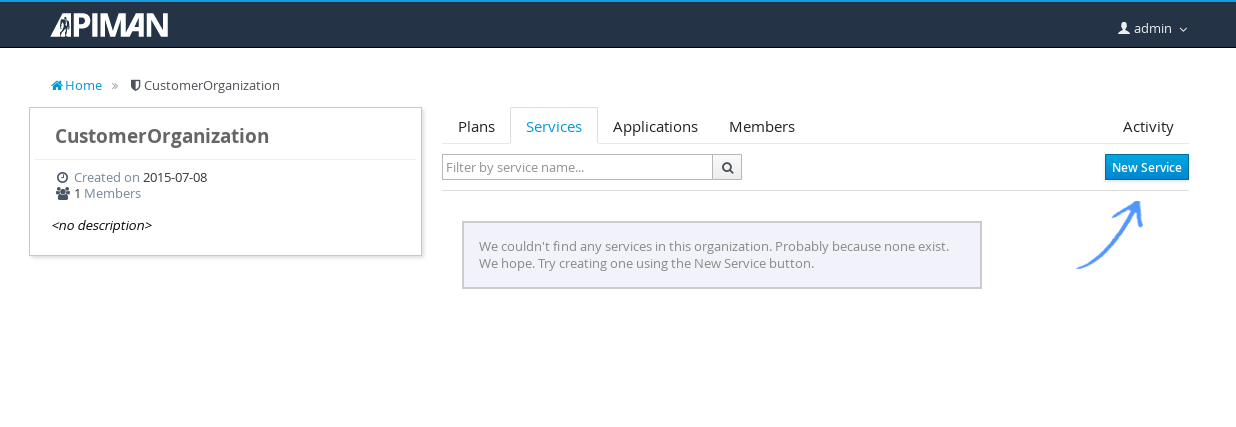 APIMAN
admin
Home » CustomerOrganization
CustomerOrganization
Created on 2015-07-08
1 Members
<no description>
Plans Services Applications Members Activity
Filter by service name...
New Service
We couldn't find any services in this organization. Probably because none exist.
We hope. Try creating one using the New Service button.